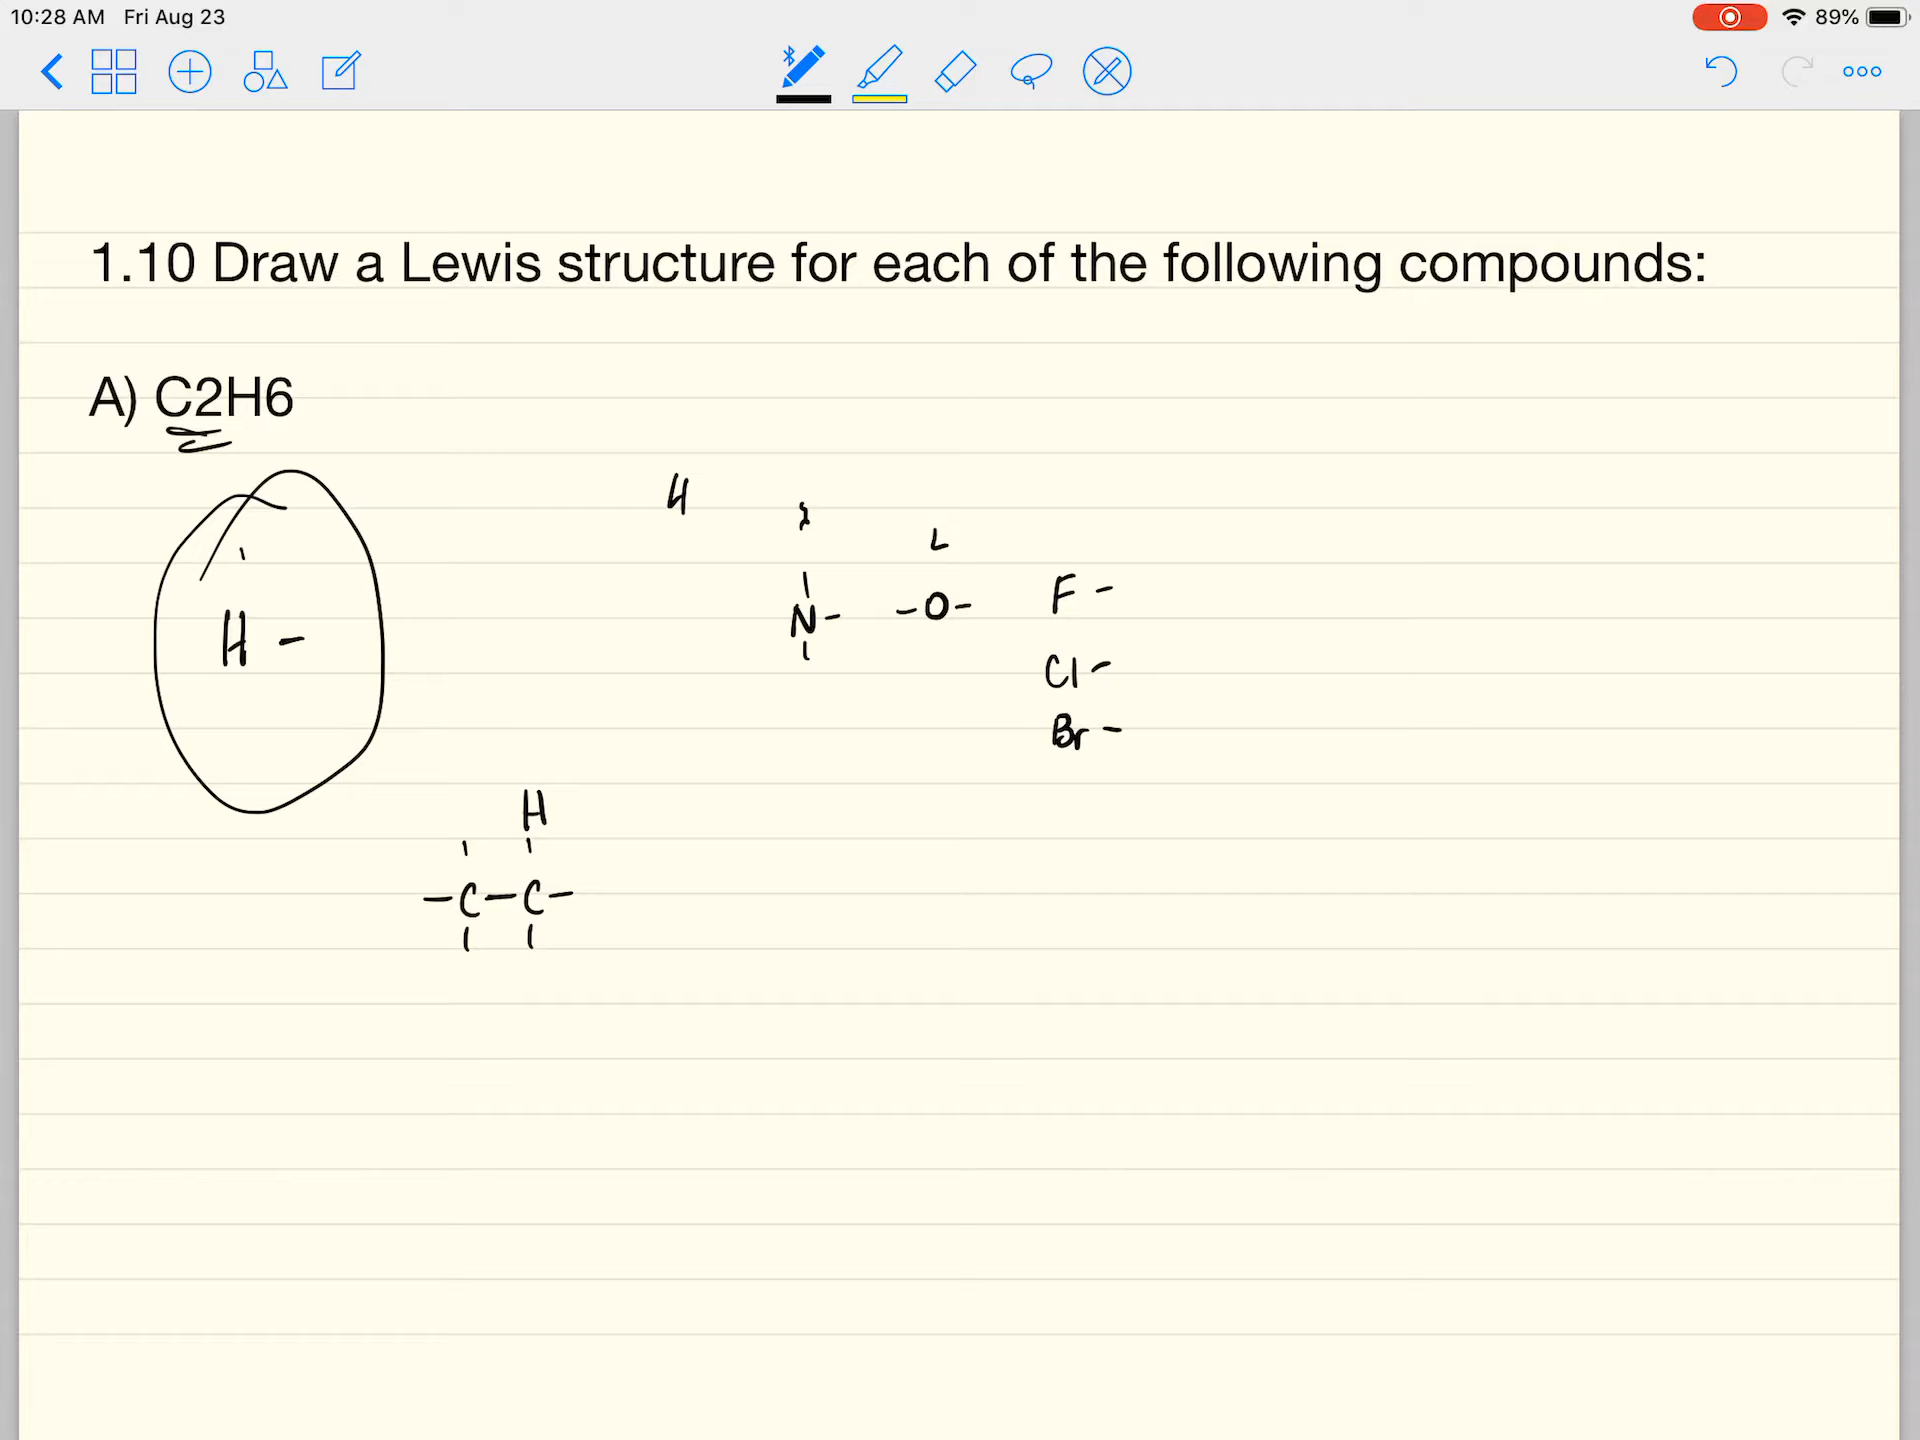 10:28 AM Fri Aug 23
89%
1.10 Draw a Lewis structure for each of the following compounds:
A) C2H6
4
N-
-O-
F -
H -
Cl -
Br -
H
-C-C-